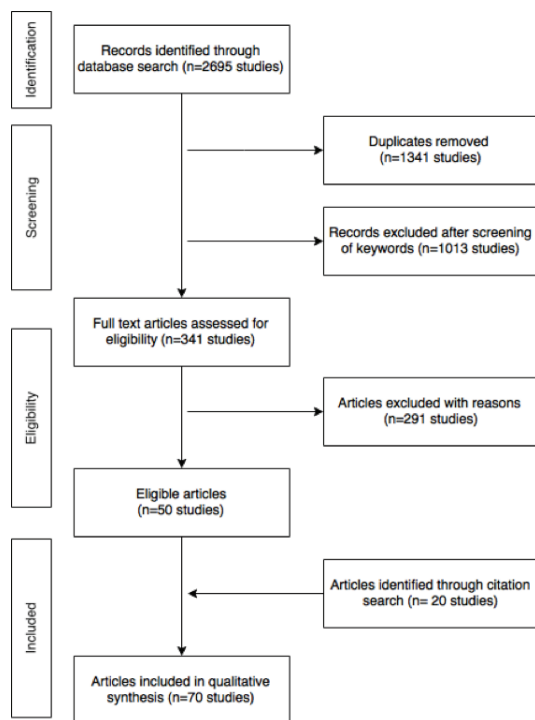 Identification
Records identified through
database search (n=2695 studies)
Screening
Duplicates removed
(n=1341 studies)
Records excluded after screening
of keywords (n=1013 studies)
Full text articles assessed for
eligibility (n=341 studies)
Eligibility
Articles excluded with reasons
(n=291 studies)
Eligible articles
(n=50 studies)
Included
Articles identified through citation
search (n= 20 studies)
Articles included in qualitative
synthesis (n=70 studies)